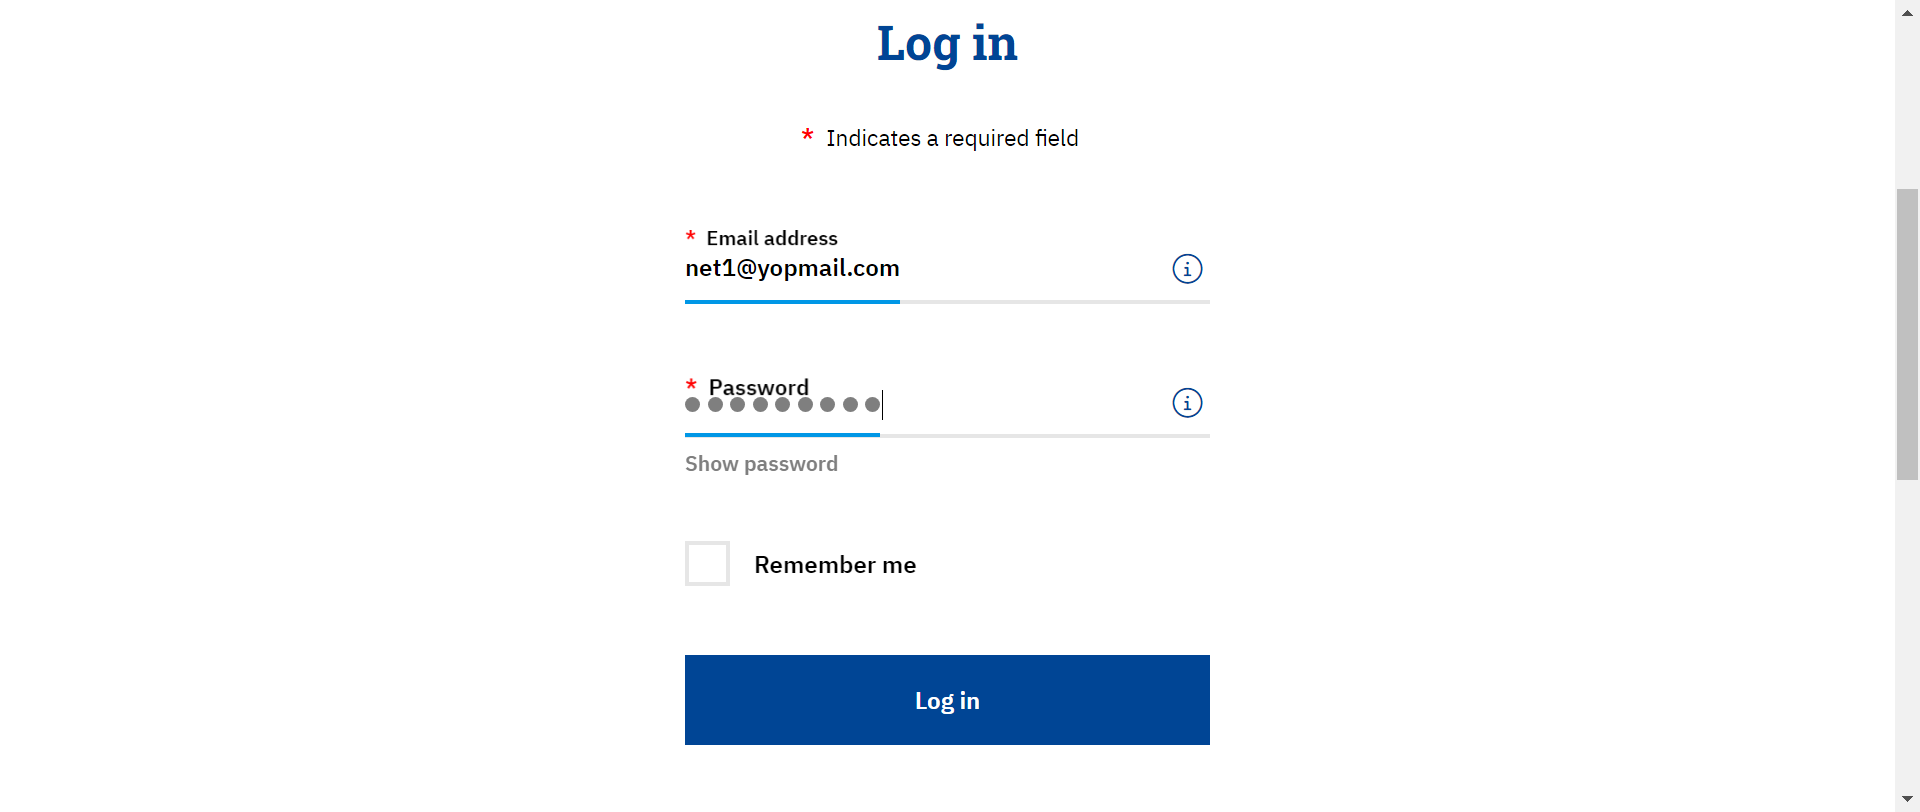 Log in
* Indicates a required field
* Email address
net1@yopmail.com
* Password
Show password
Remember me
Log in